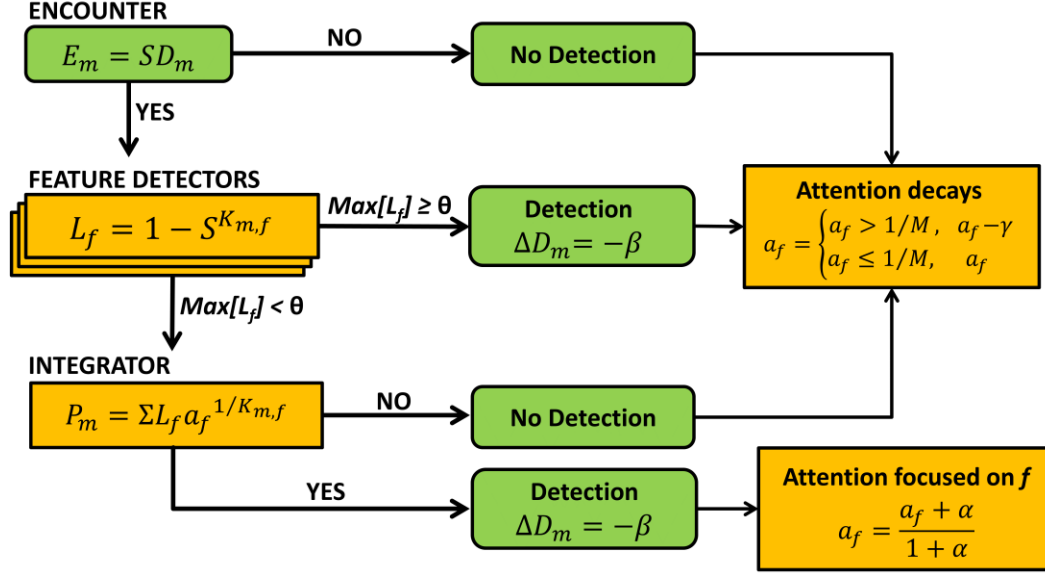 ENCOUNTER
E_m = SD_m
NO
No Detection
YES
FEATURE DETECTORS
L_f = 1 − S^{K_{m,f}}
Max[L_f] ≥ θ
Detection
ΔD_m = −β
Attention decays
a_f = { a_f > 1/M , a_f − γ
a_f ≤ 1/M, a_f
Max[L_f] < θ
INTEGRATOR
P_m = ΣL_f a_f^{1/K_{m,f}}
NO
No Detection
YES
Detection
ΔD_m = −β
Attention focused on f
a_f = (a_f + α) / (1 + α)